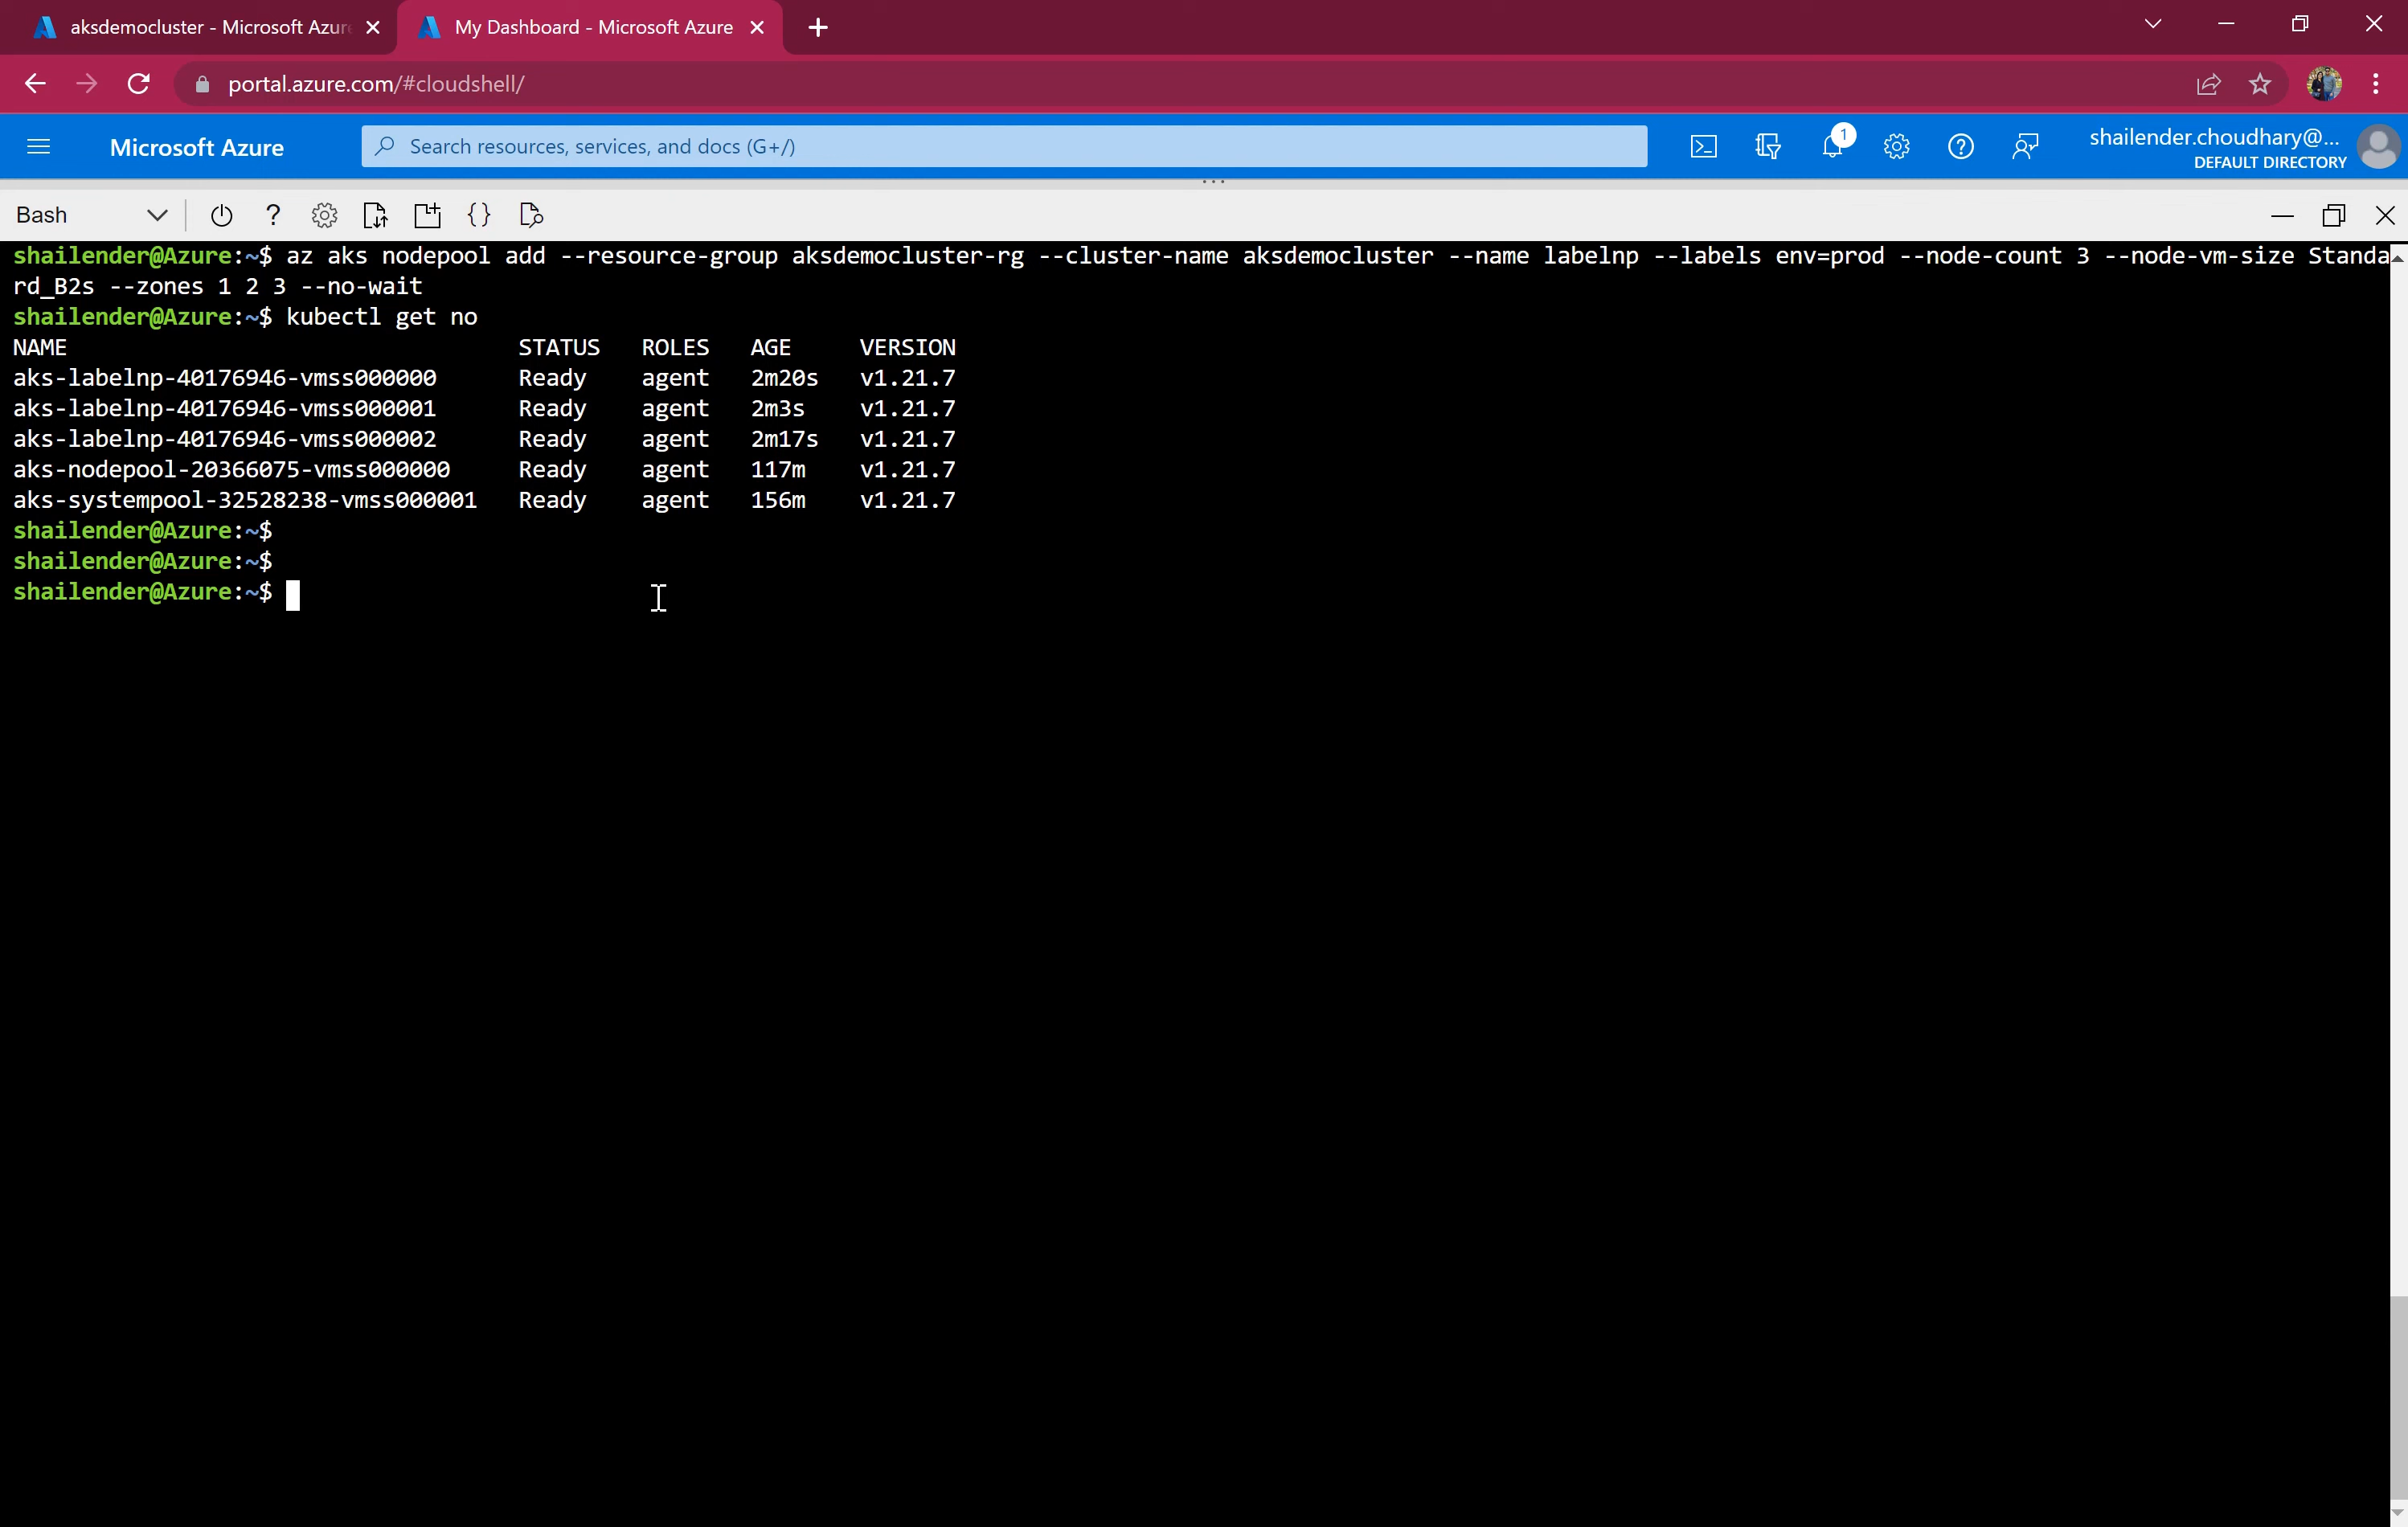 aksdemocluster - Microsoft Azur
My Dashboard - Microsoft Azure
portal.azure.com/#cloudshell/
Microsoft Azure
Search resources, services, and docs (G+/)
1
shailender.choudhary@...
DEFAULT DIRECTORY
Bash
shailender@Azure:~$ az aks nodepool add --resource-group aksdemocluster-rg --cluster-name aksdemocluster --name labelnp --labels env=prod --node-count 3 --node-vm-size Standa
rd_B2s --zones 1 2 3 --no-wait
shailender@Azure:~$ kubectl get no
NAME STATUS ROLES AGE VERSION
aks-labelnp-40176946-vmss000000 Ready agent 2m20s v1.21.7
aks-labelnp-40176946-vmss000001 Ready agent 2m3s v1.21.7
aks-labelnp-40176946-vmss000002 Ready agent 2m17s v1.21.7
aks-nodepool-20366075-vmss000000 Ready agent 117m v1.21.7
aks-systempool-32528238-vmss000001 Ready agent 156m v1.21.7
shailender@Azure:~$
shailender@Azure:~$
shailender@Azure:~$